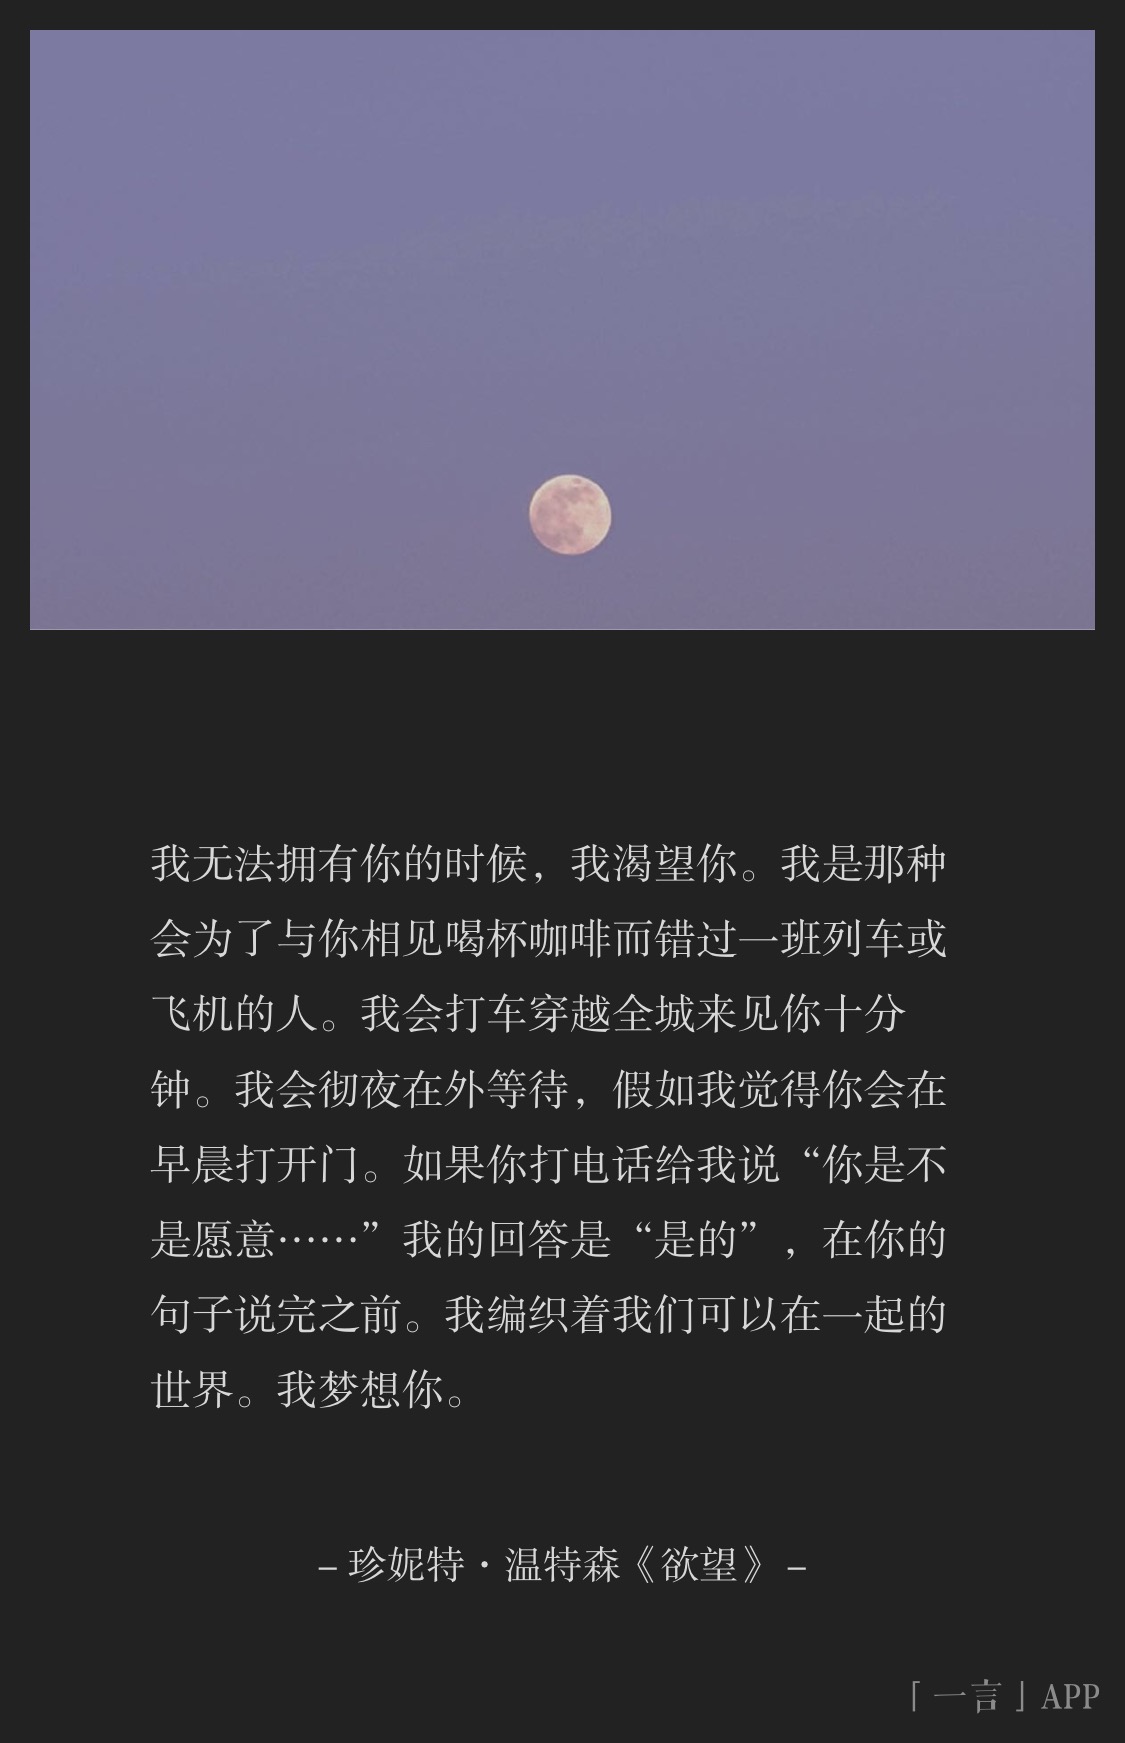 我无法拥有你的时候，我渴望你。我是那种
会为了与你相见喝杯咖啡而错过一班列车或
飞机的人。我会打车穿越全城来见你十分
钟。我会彻夜在外等待，假如我觉得你会在
早晨打开门。如果你打电话给我说“你是不
是愿意……”我的回答是“是的”，在你的
句子说完之前。我编织着我们可以在一起的
世界。我梦想你。
– 珍妮特·温特森《欲望》 –
「 一言 」APP